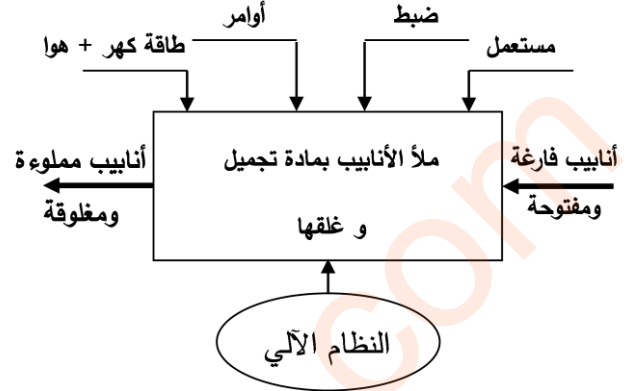 أوامر
ضبط
طاقة كهر + هوا
مستعمل
أنابيب فارغة
ومفتوحة
ملأ الأنابيب بمادة تجميل
و غلقها
أنابيب مملوءة
ومغلوقة
النظام الآلي
com